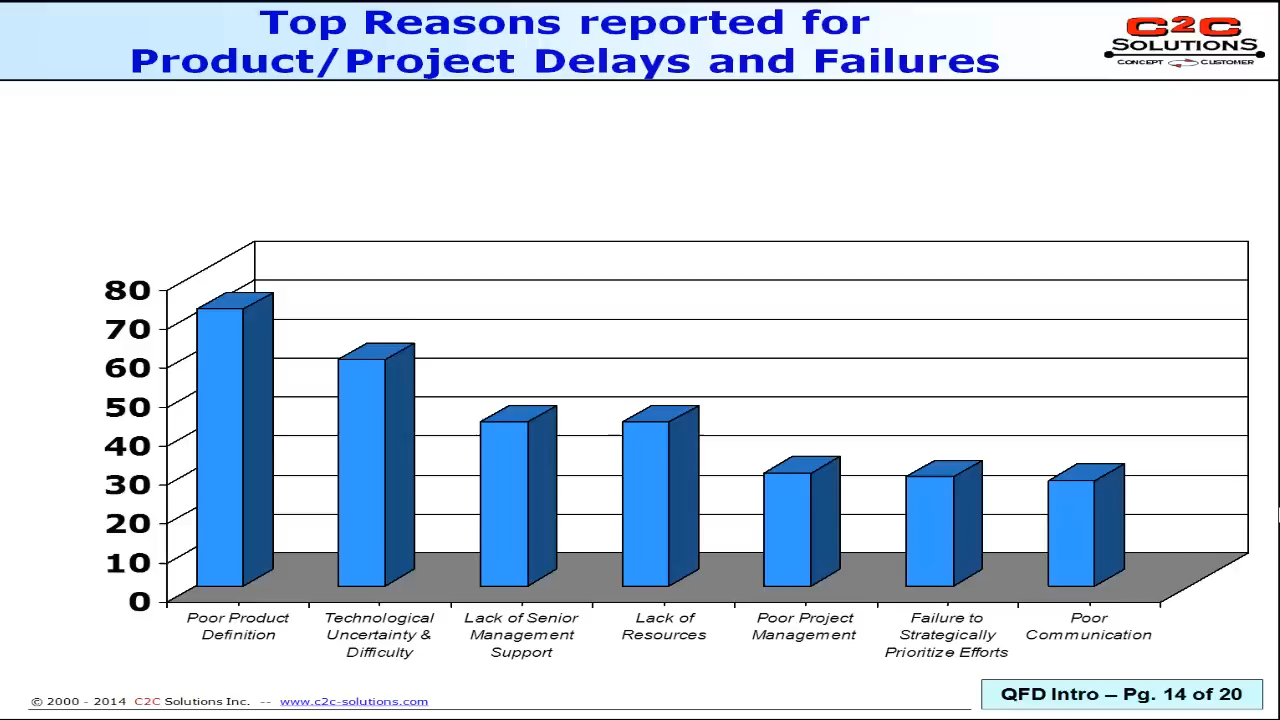 Top Reasons reported for
Product/Project Delays and Failures
C2C
SOLUTIONS
CONCEPT CUSTOMER
80
70
60
50
40
30
20
10
0
Poor Product
Definition
Technological
Uncertainty &
Difficulty
Lack of Senior
Management
Support
Lack of
Resources
Poor Project
Management
Failure to
Strategically
Prioritize Efforts
Poor
Communication
© 2000 - 2014 C2C Solutions Inc. -- www.c2c-solutions.com
QFD Intro – Pg. 14 of 20